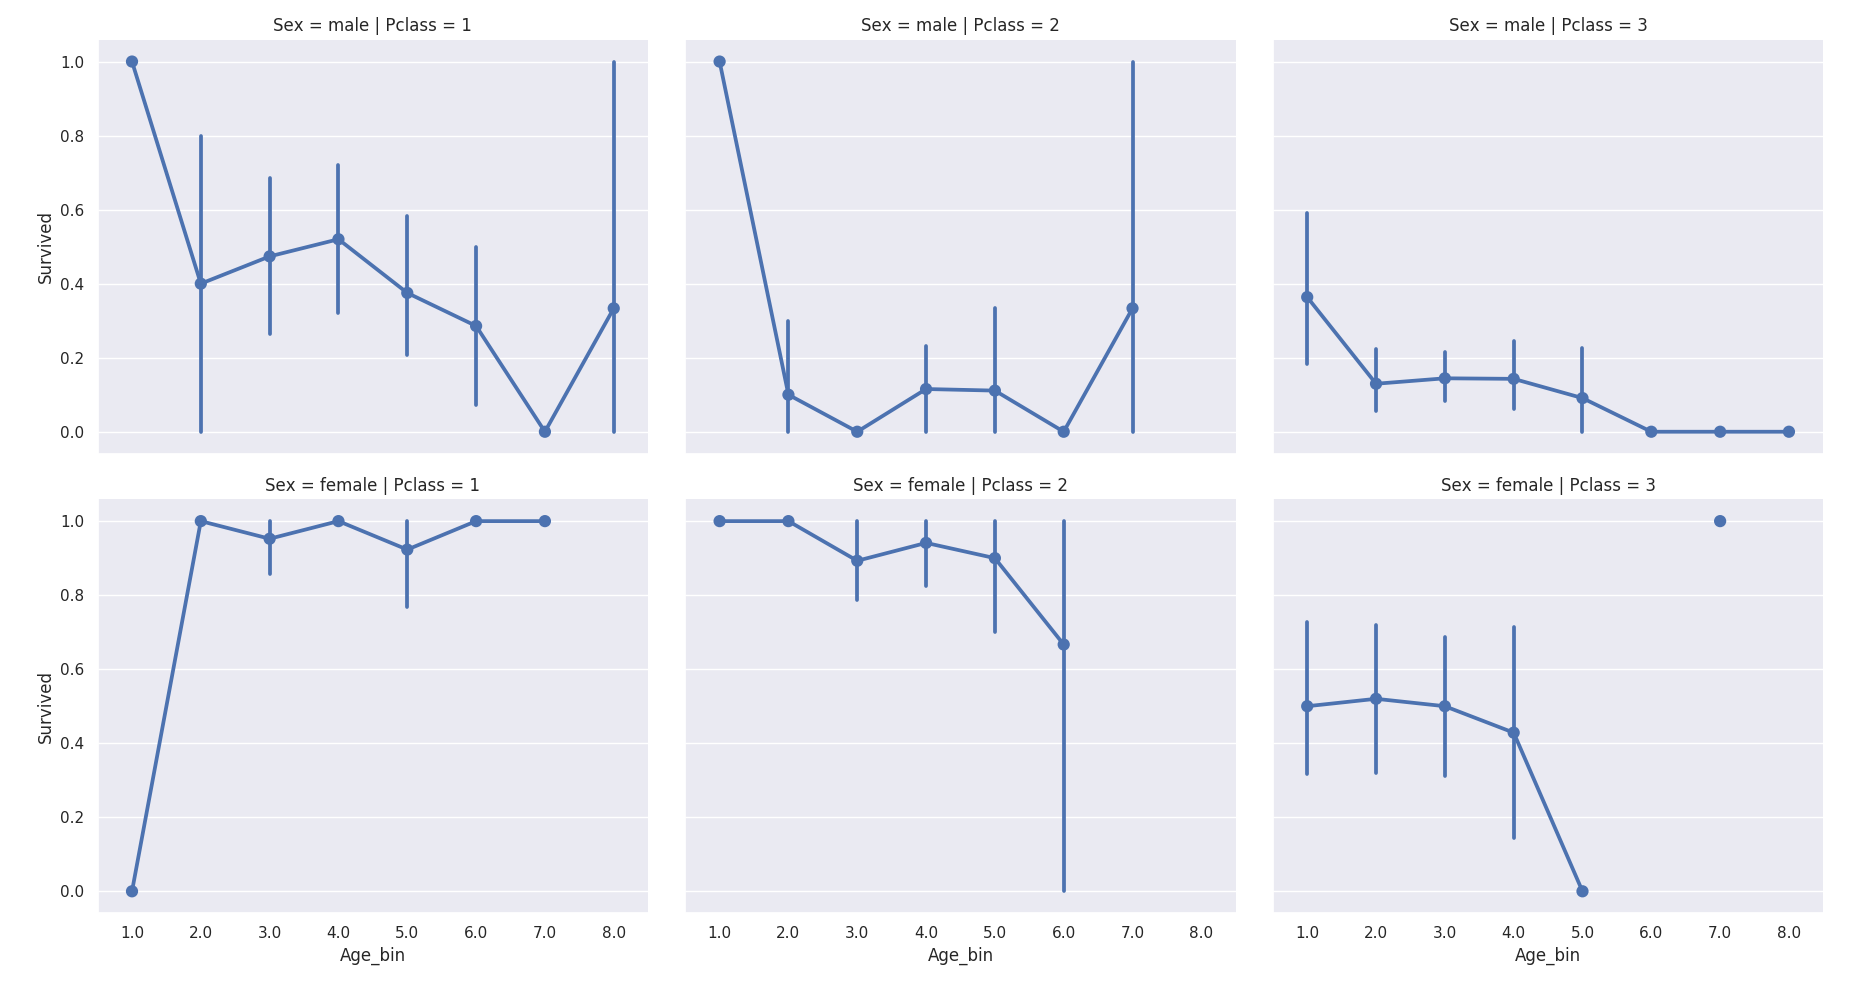 Sex = male | Pclass = 1
Sex = male | Pclass = 2
Sex = male | Pclass = 3
1.0
0.8
0.6
0.4
0.2
0.0
Survived
Sex = female | Pclass = 1
Sex = female | Pclass = 2
Sex = female | Pclass = 3
1.0
0.8
0.6
0.4
0.2
0.0
Survived
1.0 2.0 3.0 4.0 5.0 6.0 7.0 8.0
Age_bin
1.0 2.0 3.0 4.0 5.0 6.0 7.0 8.0
Age_bin
1.0 2.0 3.0 4.0 5.0 6.0 7.0 8.0
Age_bin